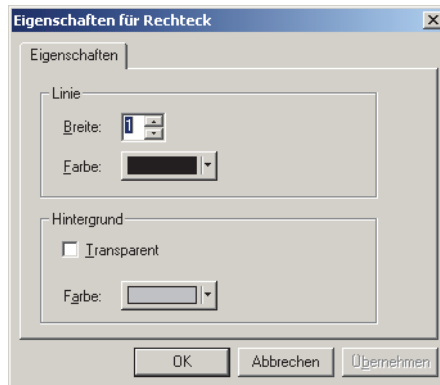 Eigenschaften für Rechteck
Eigenschaften
Linie
Breite: 1
Farbe:
Hintergrund
Transparent
Farbe:
OK Abbrechen Übernehmen